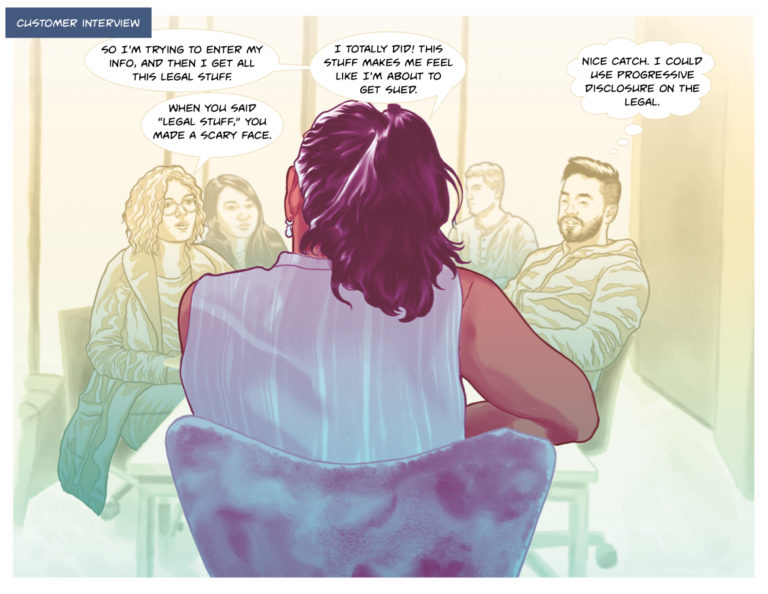 CUSTOMER INTERVIEW
SO I'M TRYING TO ENTER MY
INFO, AND THEN I GET ALL
THIS LEGAL STUFF.
WHEN YOU SAID
"LEGAL STUFF," YOU
MADE A SCARY FACE.
I TOTALLY DID! THIS
STUFF MAKES ME FEEL
LIKE I'M ABOUT TO
GET SUED.
NICE CATCH. I COULD
USE PROGRESSIVE
DISCLOSURE ON THE
LEGAL.